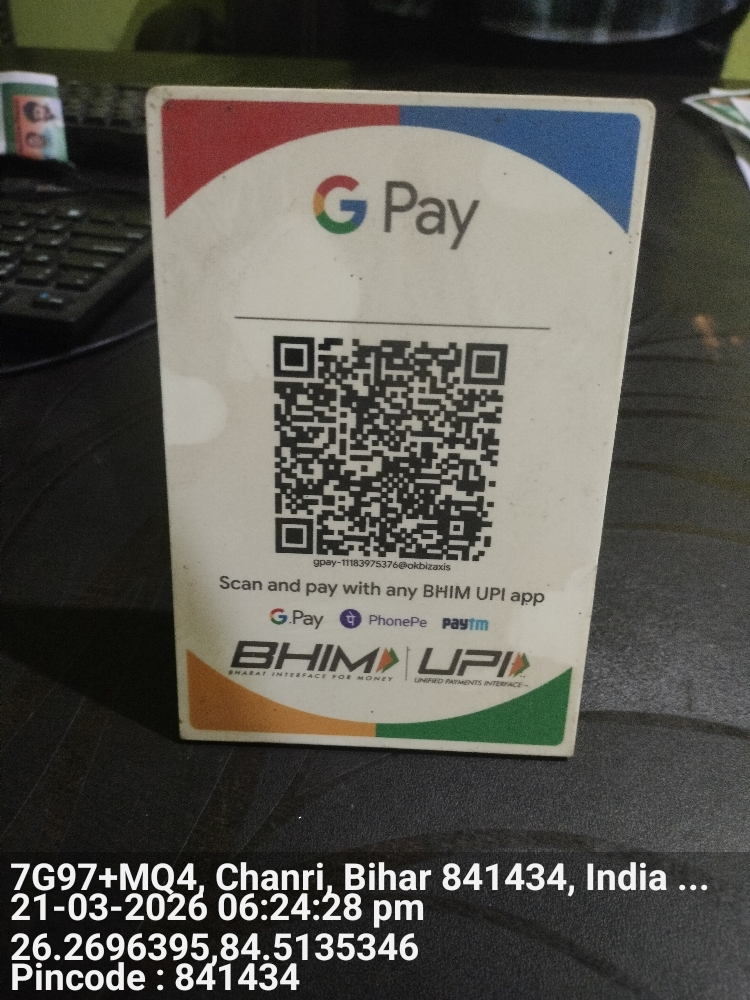 G Pay
gpay-11183975376@okbizaxis
Scan and pay with any BHIM UPI app
G Pay PhonePe paytm
BHIM UPI
BHARAT INTERFACE FOR MONEY UNIFIED PAYMENTS INTERFACE
7G97+MQ4, Chanri, Bihar 841434, India ...
21-03-2026 06:24:28 pm
26.2696395,84.5135346
Pincode : 841434